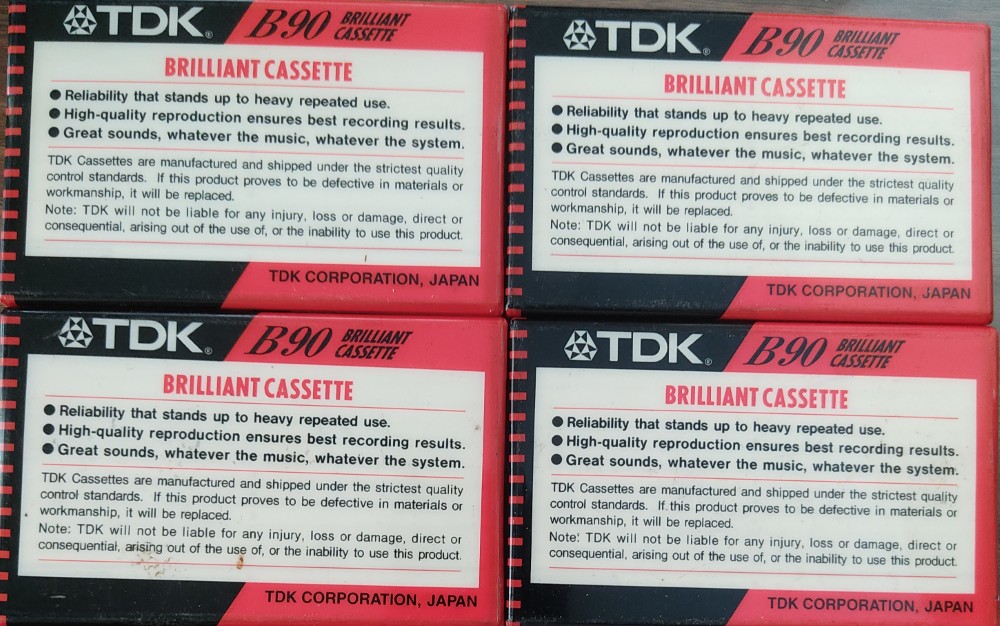 TDK® B90 BRILLIANT CASSETTE
BRILLIANT CASSETTE
● Reliability that stands up to heavy repeated use.
● High-quality reproduction ensures best recording results.
● Great sounds, whatever the music, whatever the system.
TDK Cassettes are manufactured and shipped under the strictest quality
control standards. If this product proves to be defective in materials or
workmanship, it will be replaced.
Note: TDK will not be liable for any injury, loss or damage, direct or
consequential, arising out of the use of, or the inability to use this product.
TDK CORPORATION, JAPAN
TDK® B90 BRILLIANT CASSETTE
BRILLIANT CASSETTE
● Reliability that stands up to heavy repeated use.
● High-quality reproduction ensures best recording results.
● Great sounds, whatever the music, whatever the system.
TDK Cassettes are manufactured and shipped under the strictest quality
control standards. If this product proves to be defective in materials or
workmanship, it will be replaced.
Note: TDK will not be liable for any injury, loss or damage, direct or
consequential, arising out of the use of, or the inability to use this product.
TDK CORPORATION, JAPAN
TDK® B90 BRILLIANT CASSETTE
BRILLIANT CASSETTE
● Reliability that stands up to heavy repeated use.
● High-quality reproduction ensures best recording results.
● Great sounds, whatever the music, whatever the system.
TDK Cassettes are manufactured and shipped under the strictest quality
control standards. If this product proves to be defective in materials or
workmanship, it will be replaced.
Note: TDK will not be liable for any injury, loss or damage, direct or
consequential, arising out of the use of, or the inability to use this product.
TDK CORPORATION, JAPAN
TDK® B90 BRILLIANT CASSETTE
BRILLIANT CASSETTE
● Reliability that stands up to heavy repeated use.
● High-quality reproduction ensures best recording results.
● Great sounds, whatever the music, whatever the system.
TDK Cassettes are manufactured and shipped under the strictest quality
control standards. If this product proves to be defective in materials or
workmanship, it will be replaced.
Note: TDK will not be liable for any injury, loss or damage, direct or
consequential, arising out of the use of, or the inability to use this product.
TDK CORPORATION, JAPAN